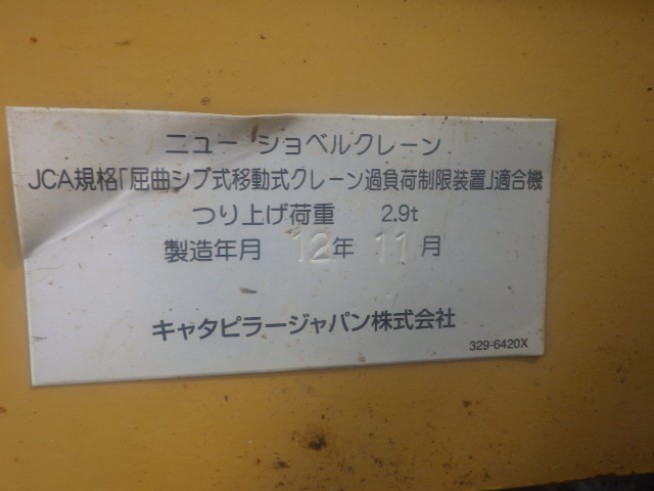 ニュー ショベルクレーン
JCA規格「屈曲ジブ式移動式クレーン過負荷制限装置」適合機
つり上げ荷重 2.9t
製造年月 12年 11月
キャタピラージャパン株式会社
329-6420X